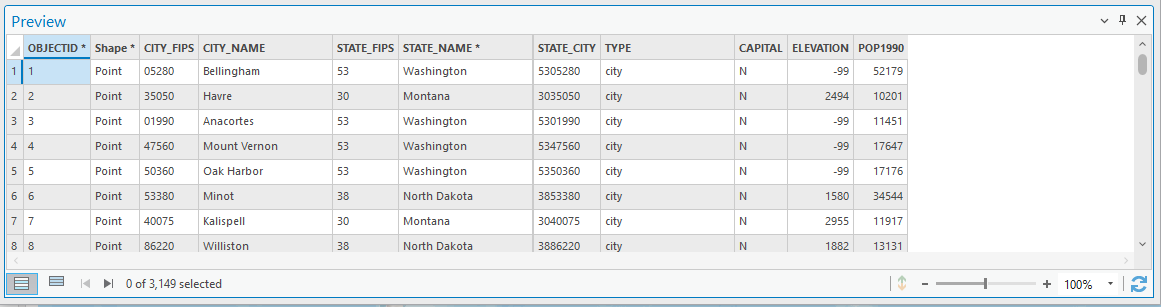 Preview
OBJECTID * Shape * CITY_FIPS CITY_NAME STATE_FIPS STATE_NAME * STATE_CITY TYPE CAPITAL ELEVATION POP1990
1 1 Point 05280 Bellingham 53 Washington 5305280 city N -99 52179
2 2 Point 35050 Havre 30 Montana 3035050 city N 2494 10201
3 3 Point 01990 Anacortes 53 Washington 5301990 city N -99 11451
4 4 Point 47560 Mount Vernon 53 Washington 5347560 city N -99 17647
5 5 Point 50360 Oak Harbor 53 Washington 5350360 city N -99 17176
6 6 Point 53380 Minot 38 North Dakota 3853380 city N 1580 34544
7 7 Point 40075 Kalispell 30 Montana 3040075 city N 2955 11917
8 8 Point 86220 Williston 38 North Dakota 3886220 city N 1882 13131
0 of 3,149 selected 100%